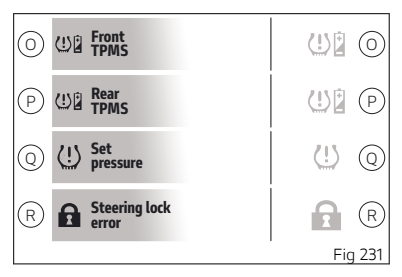 O Front O
TPMS
P Rear P
TPMS
Q Set Q
pressure
R Steering lock R
error
Fig 231